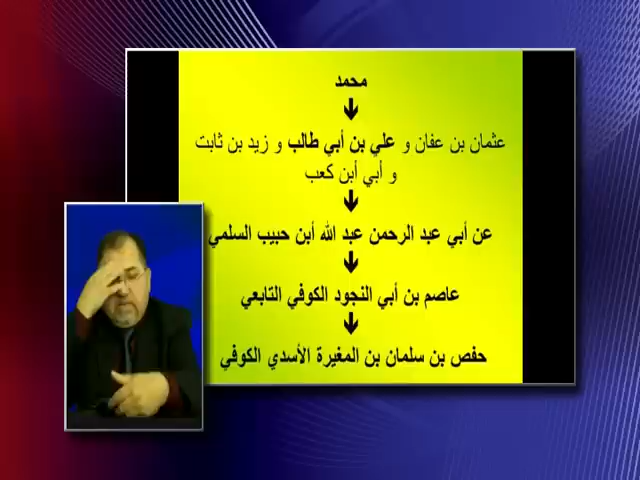 محمد
عثمان بن عفان و علي بن أبي طالب و زيد بن ثابت
و أبي أبن كعب
عن أبي عبد الرحمن عبد الله أبن حبيب السلمي
عاصم بن أبي النجود الكوفي التابعي
حفص بن سلمان بن المغيرة الأسدي الكوفي